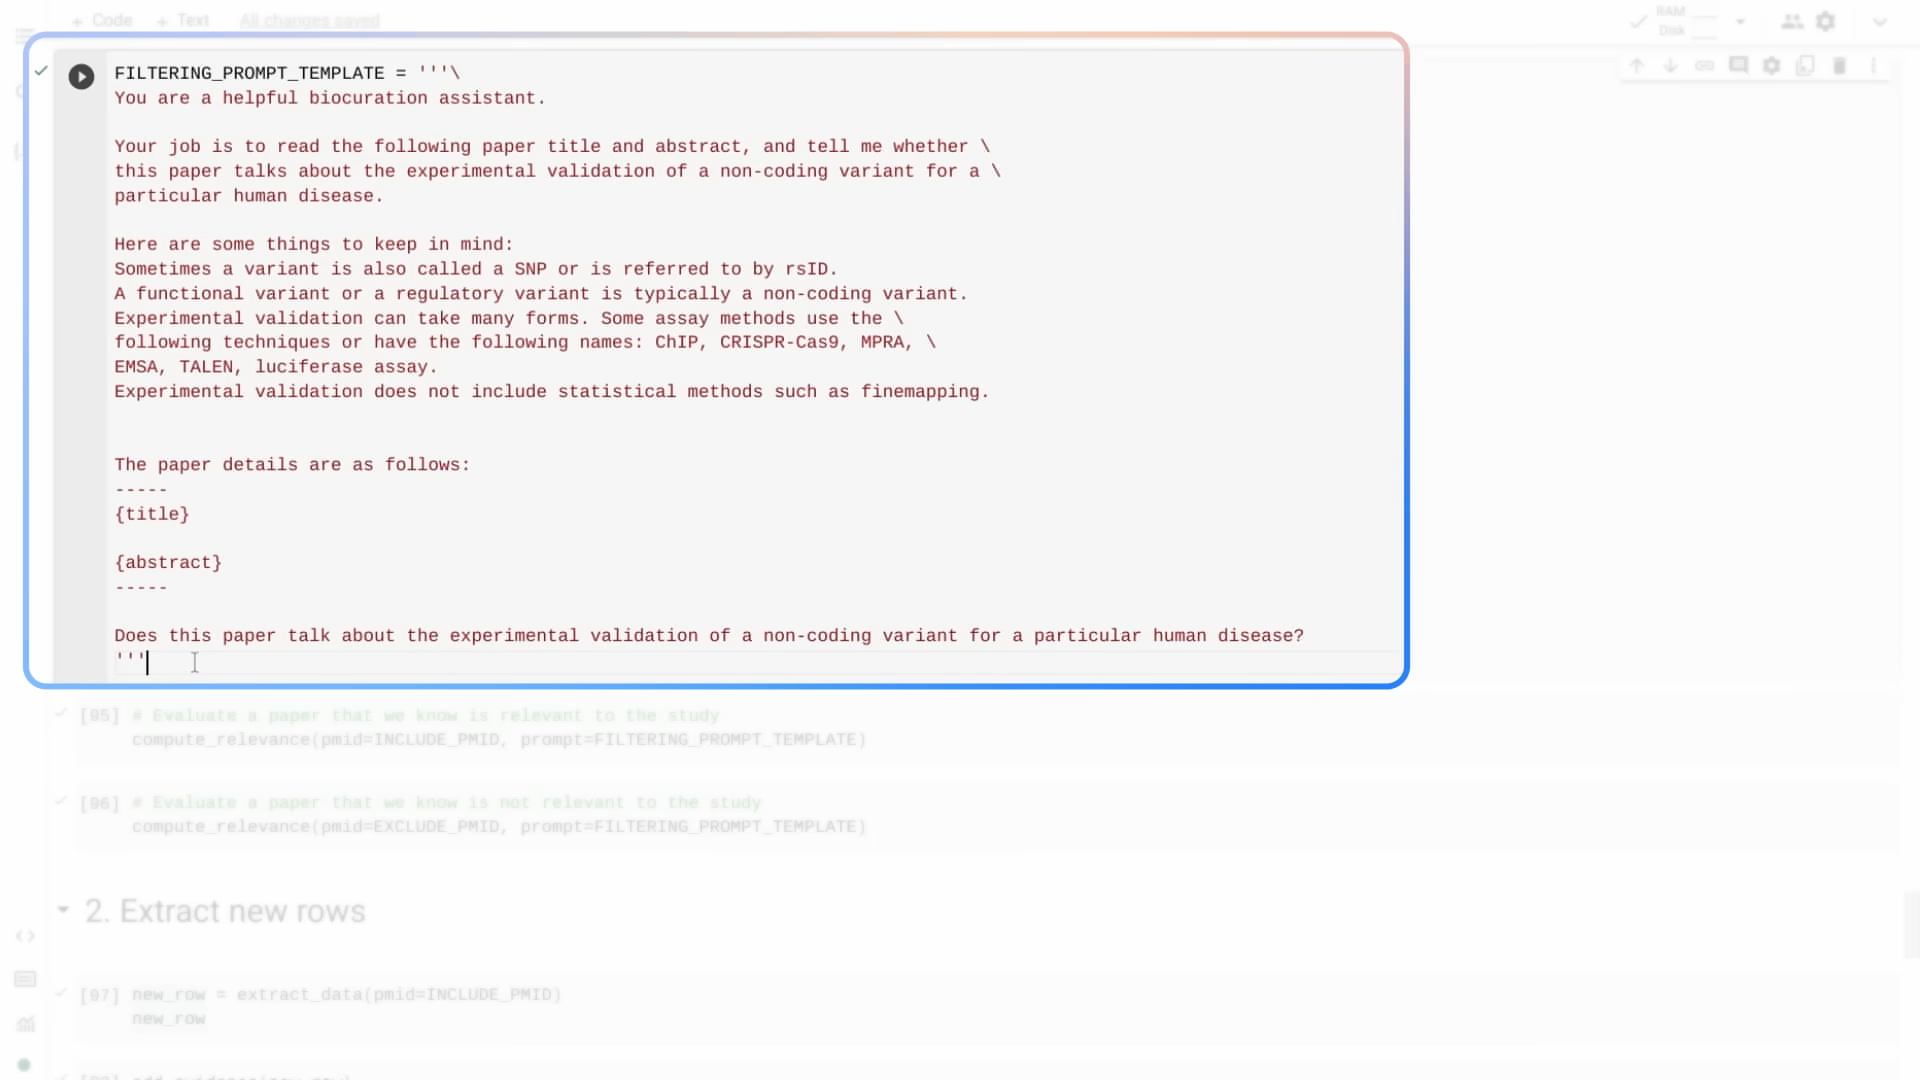 + Code + Text All changes saved
RAM
Disk
FILTERING_PROMPT_TEMPLATE = '''\
You are a helpful biocuration assistant.
Your job is to read the following paper title and abstract, and tell me whether \
this paper talks about the experimental validation of a non-coding variant for a \
particular human disease.
Here are some things to keep in mind:
Sometimes a variant is also called a SNP or is referred to by rsID.
A functional variant or a regulatory variant is typically a non-coding variant.
Experimental validation can take many forms. Some assay methods use the \
following techniques or have the following names: ChIP, CRISPR-Cas9, MPRA, \
EMSA, TALEN, luciferase assay.
Experimental validation does not include statistical methods such as finemapping.
The paper details are as follows:
-----
{title}
{abstract}
-----
Does this paper talk about the experimental validation of a non-coding variant for a particular human disease?
'''
[95] # Evaluate a paper that we know is relevant to the study
compute_relevance(pmid=INCLUDE_PMID, prompt=FILTERING_PROMPT_TEMPLATE)
[96] # Evaluate a paper that we know is not relevant to the study
compute_relevance(pmid=EXCLUDE_PMID, prompt=FILTERING_PROMPT_TEMPLATE)
2. Extract new rows
[97] new_row = extract_data(pmid=INCLUDE_PMID)
new_row